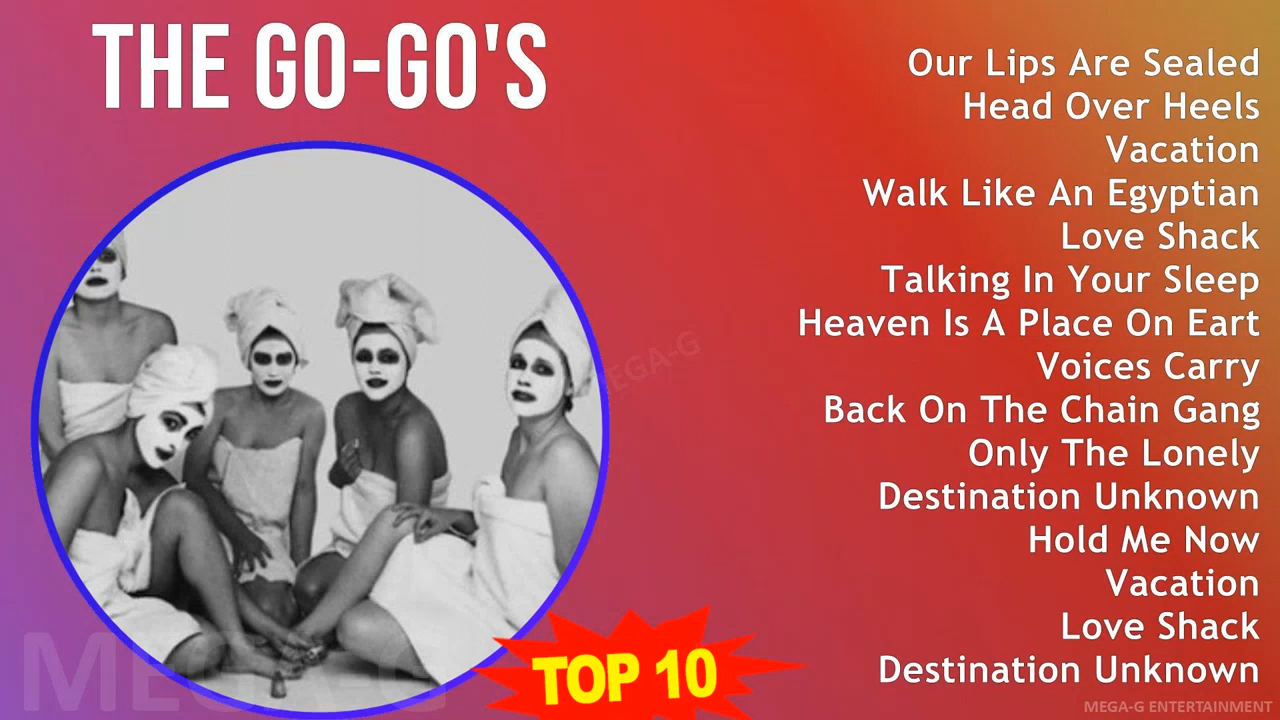 THE GO-GO'S
Our Lips Are Sealed
Head Over Heels
Vacation
Walk Like An Egyptian
Love Shack
Talking In Your Sleep
Heaven Is A Place On Eart
Voices Carry
Back On The Chain Gang
Only The Lonely
Destination Unknown
Hold Me Now
Vacation
Love Shack
Destination Unknown
TOP 10
MEGA-G
MEGA-G
MEGA-G ENTERTAINMENT